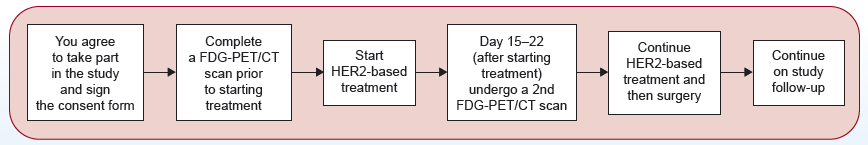 You agree
to take part
in the study
and sign
the consent form
Complete
a FDG-PET/CT
scan prior
to starting
treatment
Start
HER2-based
treatment
Day 15–22
(after starting
treatment)
undergo a 2nd
FDG-PET/CT scan
Continue
HER2-based
treatment and
then surgery
Continue
on study
follow-up